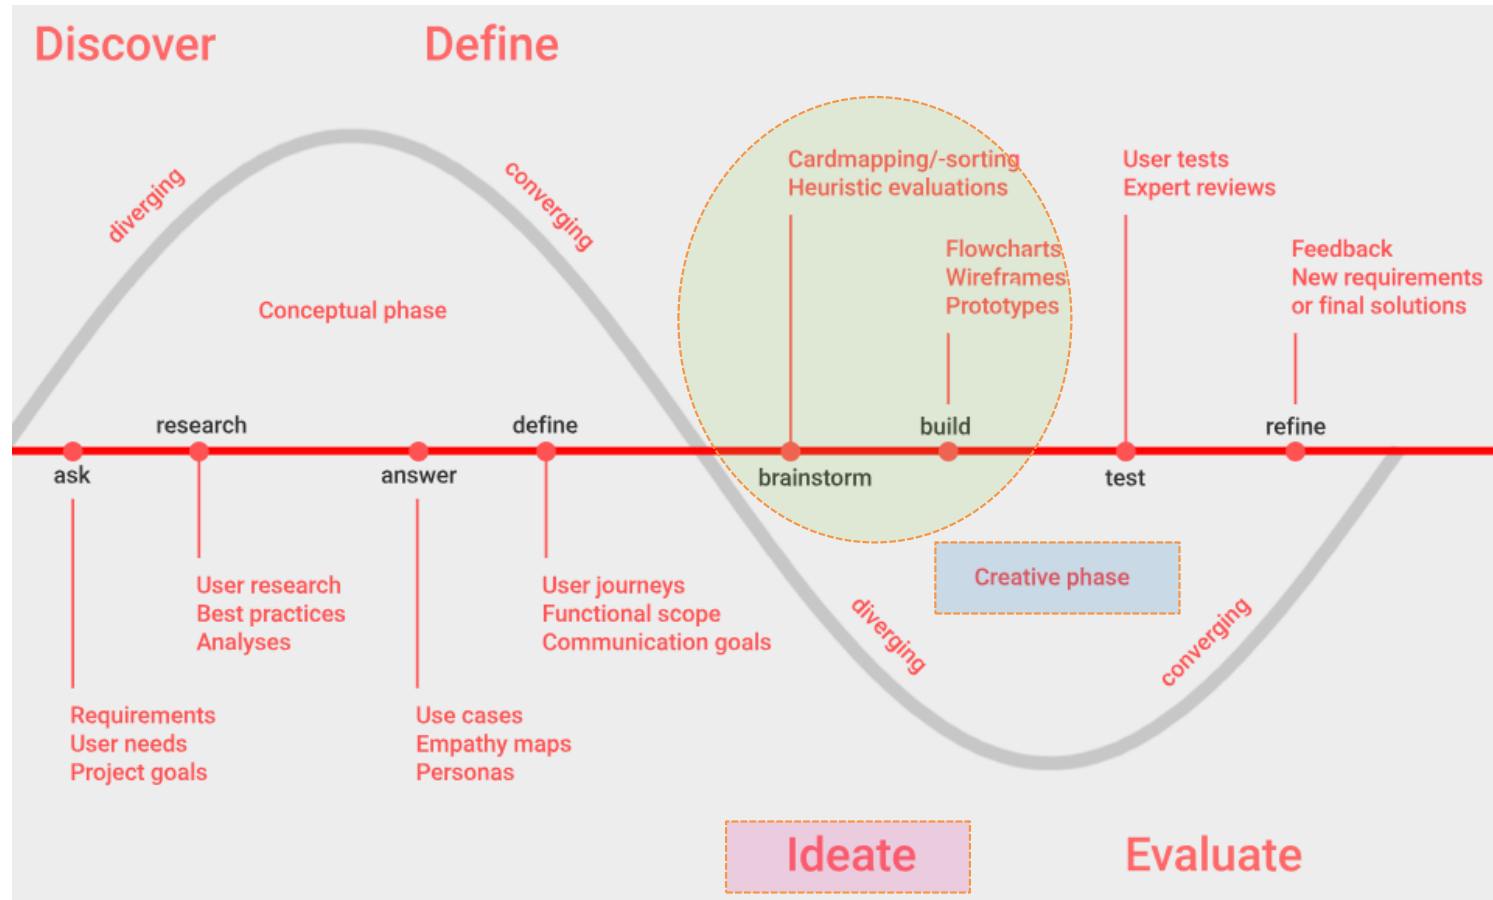 Discover
Define
diverging
converging
Conceptual phase
Cardmapping/-sorting
Heuristic evaluations
Flowcharts
Wireframes
Prototypes
User tests
Expert reviews
Feedback
New requirements
or final solutions
ask
research
answer
define
brainstorm
build
test
refine
Requirements
User needs
Project goals
User research
Best practices
Analyses
Use cases
Empathy maps
Personas
User journeys
Functional scope
Communication goals
Creative phase
diverging
converging
Ideate
Evaluate